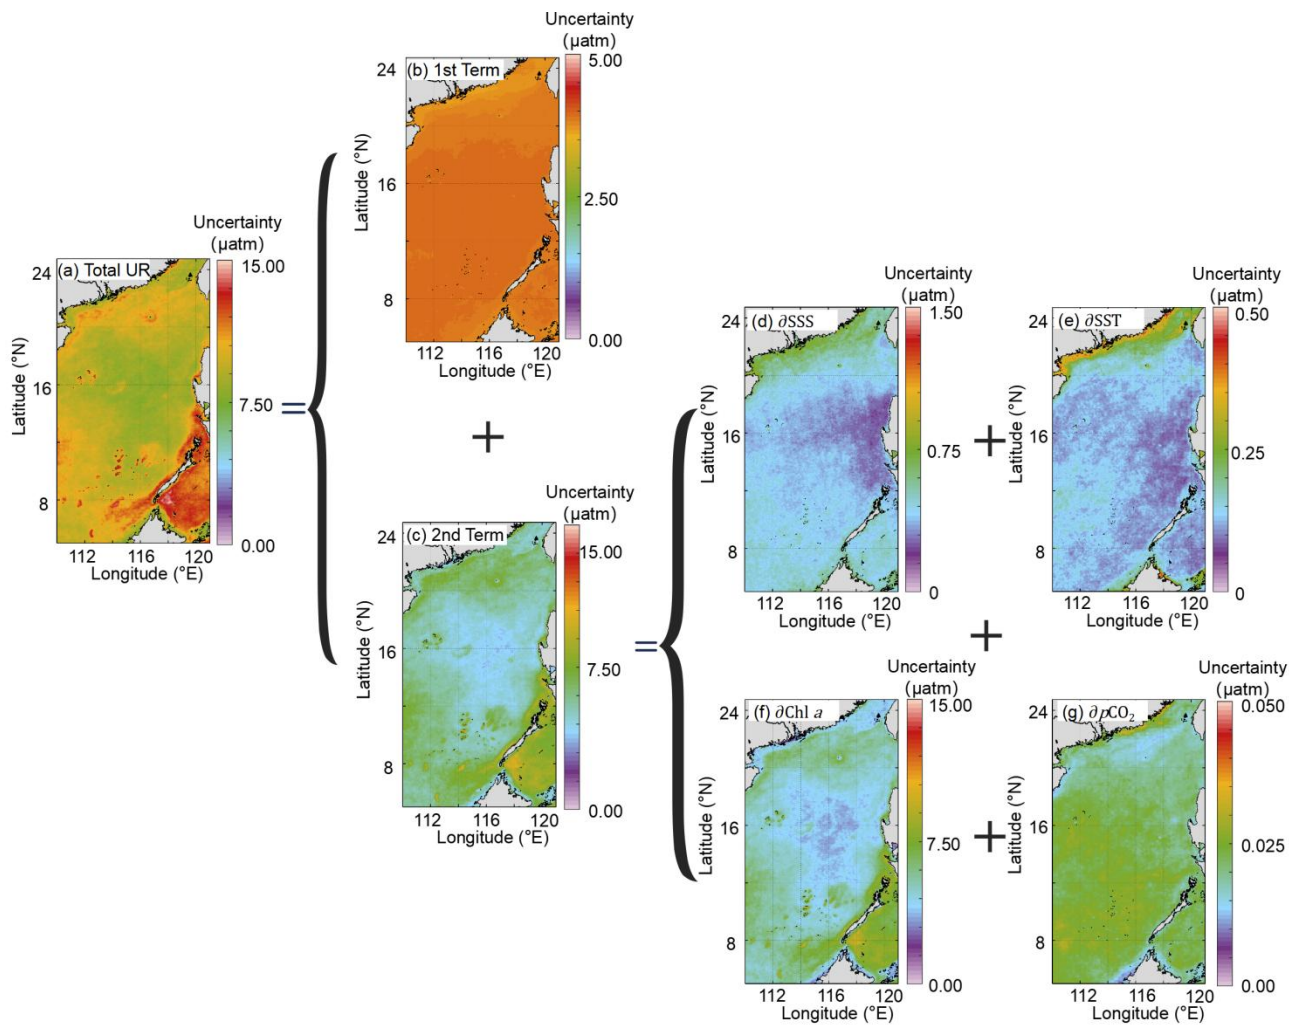 Uncertainty
(μatm)
(b) 1st Term
5.00
2.50
0.00
24
16
8
Latitude (°N)
112 116 120
Longitude (°E)
Uncertainty
(μatm)
(a) Total UR
15.00
7.50
0.00
24
16
8
Latitude (°N)
112 116 120
Longitude (°E)
=
+
Uncertainty
(μatm)
(c) 2nd Term
15.00
7.50
0.00
24
16
8
Latitude (°N)
112 116 120
Longitude (°E)
=
Uncertainty
(μatm)
(d) ∂SSS
1.50
0.75
0
24
16
8
Latitude (°N)
112 116 120
Longitude (°E)
+
Uncertainty
(μatm)
(e) ∂SST
0.50
0.25
0
24
16
8
Latitude (°N)
112 116 120
Longitude (°E)
+
Uncertainty
(μatm)
(f) ∂Chl a
15.00
7.50
0.00
24
16
8
Latitude (°N)
112 116 120
Longitude (°E)
+
Uncertainty
(μatm)
(g) ∂pCO₂
0.050
0.025
0.00
24
16
8
Latitude (°N)
112 116 120
Longitude (°E)